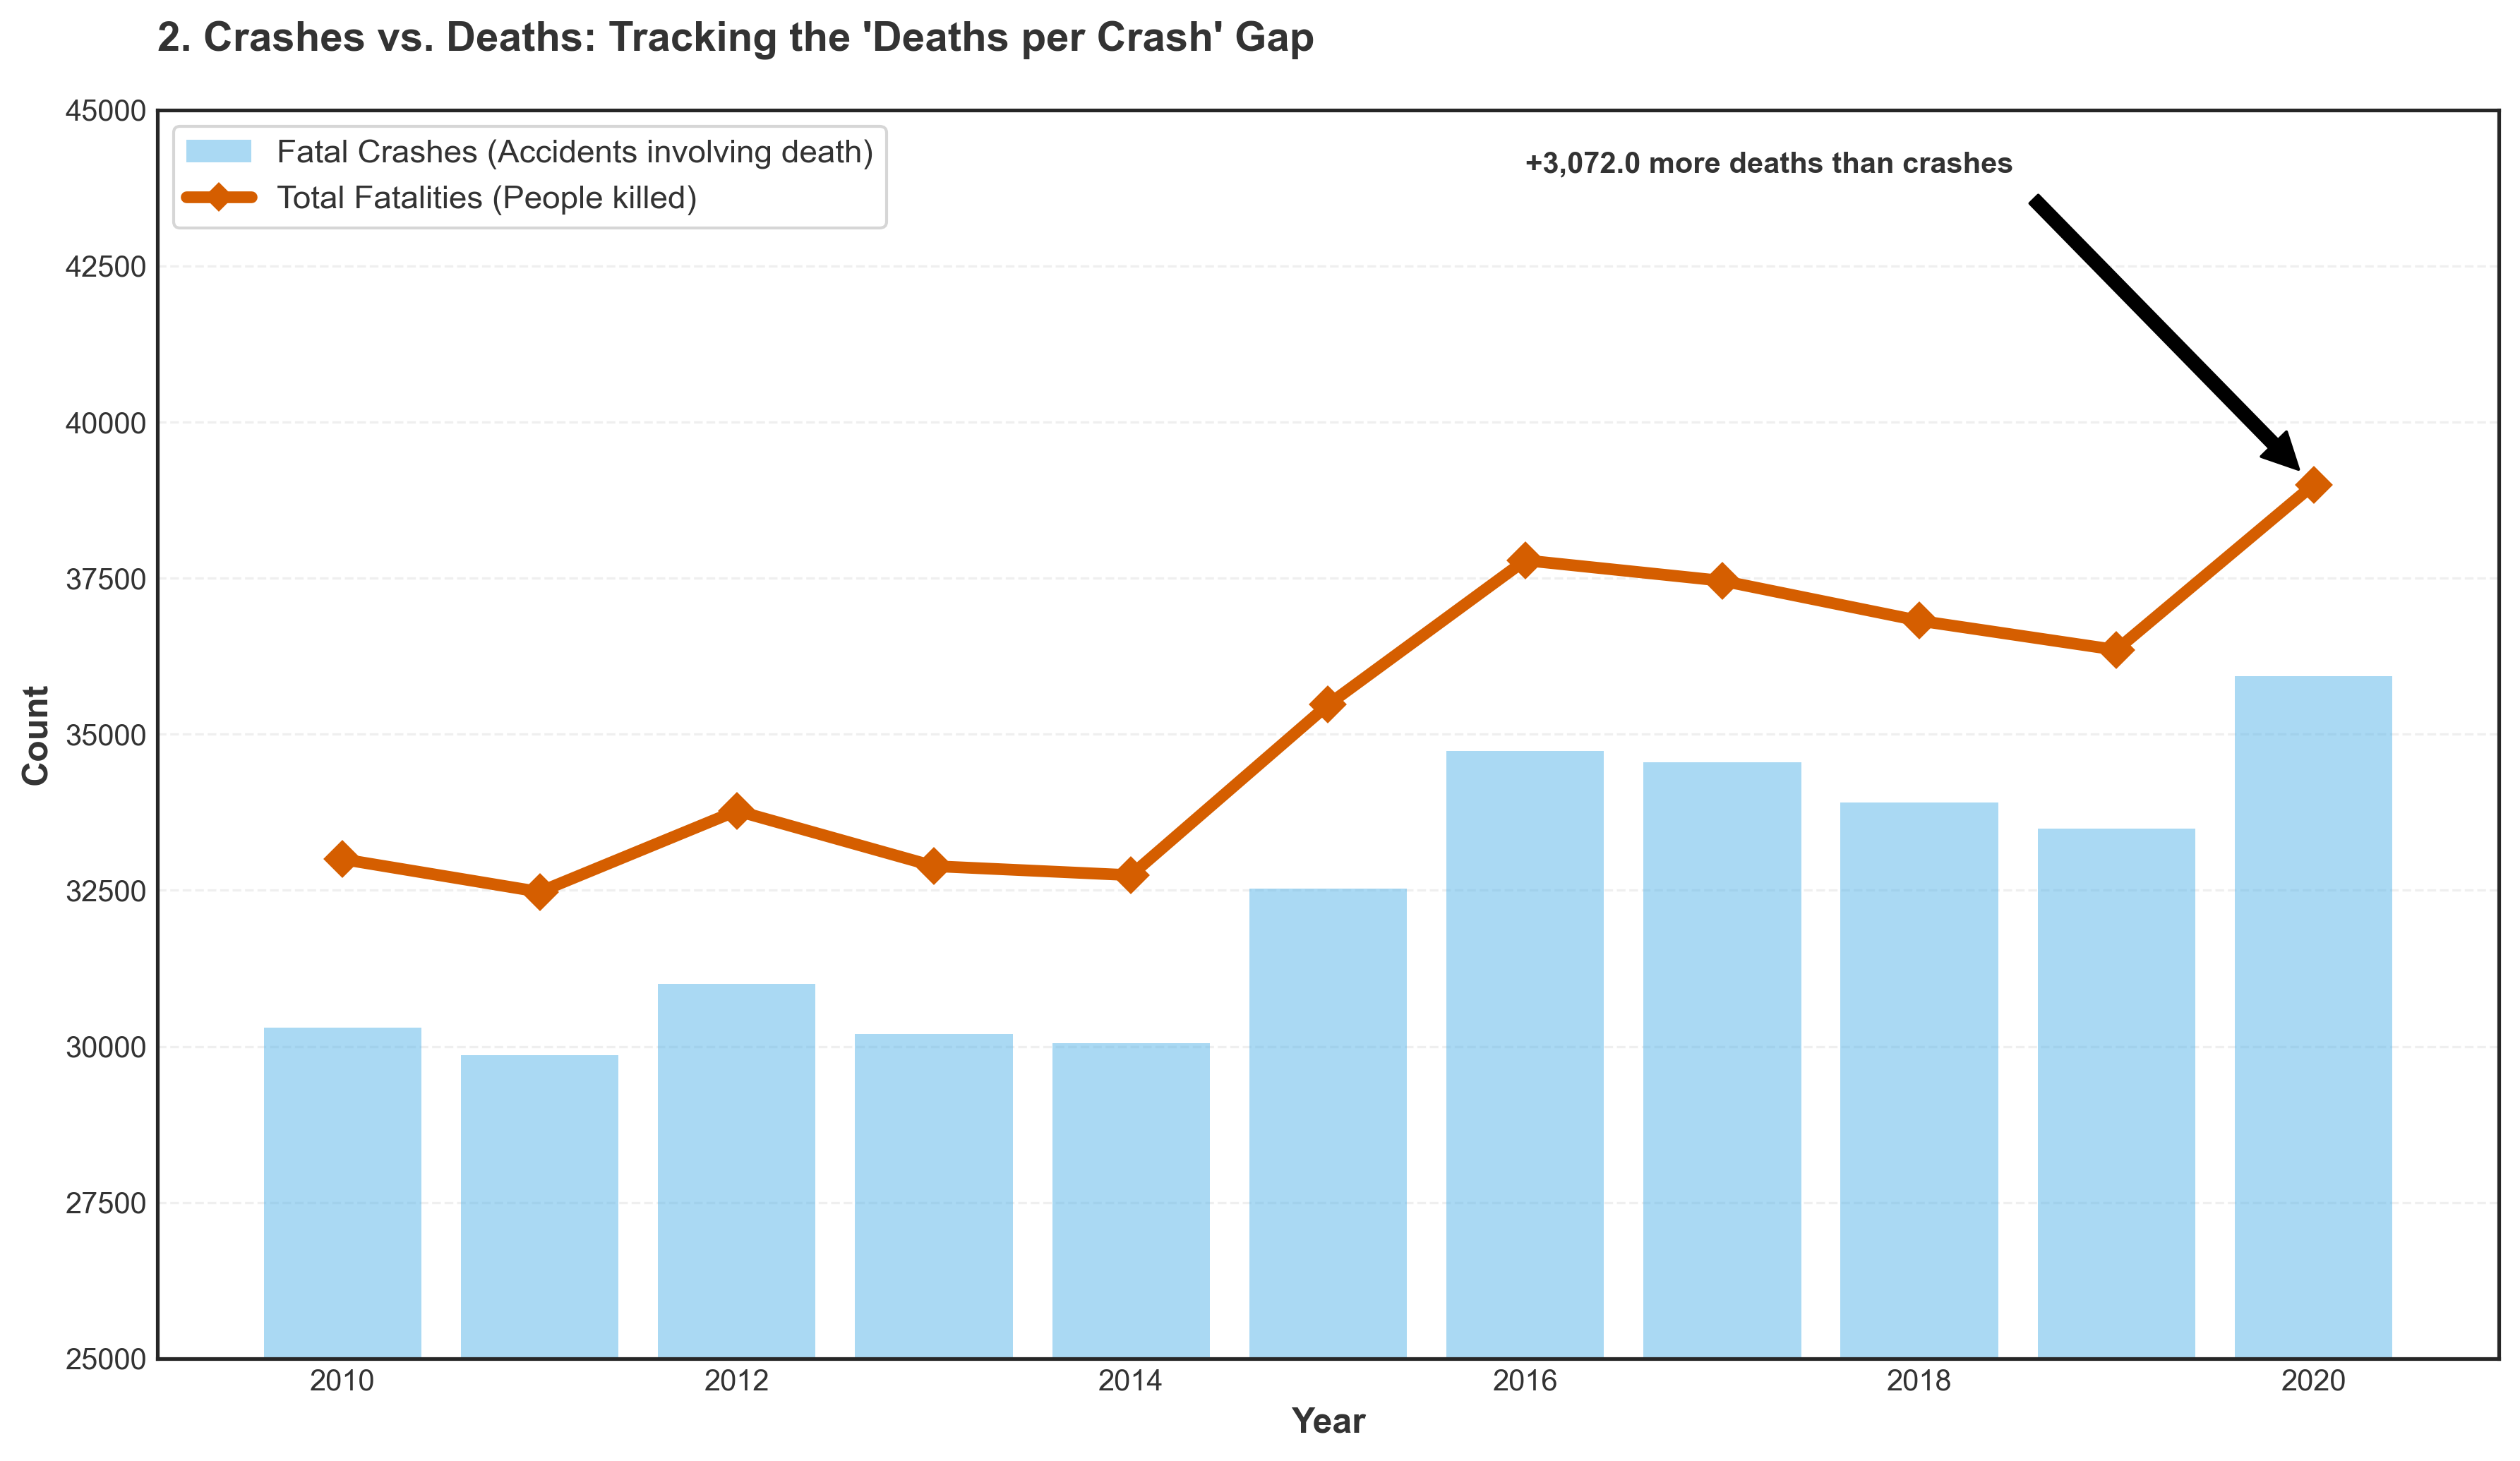 2. Crashes vs. Deaths: Tracking the 'Deaths per Crash' Gap
Fatal Crashes (Accidents involving death)
Total Fatalities (People killed)
+3,072.0 more deaths than crashes
45000
42500
40000
37500
35000
32500
30000
27500
25000
Count
2010 2012 2014 2016 2018 2020
Year